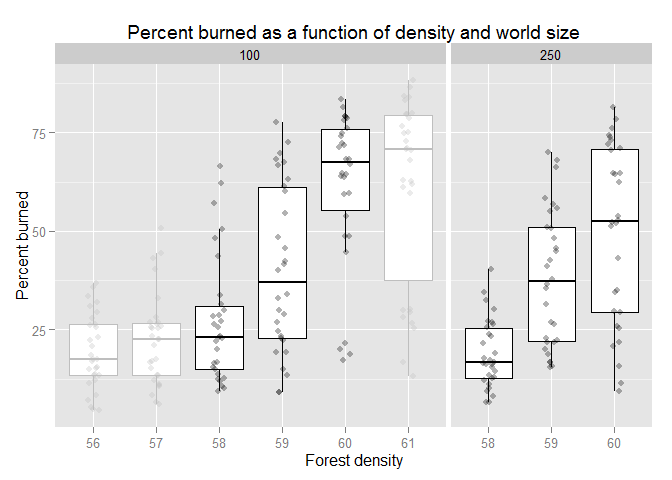 Percent burned as a function of density and world size
100 250
Percent burned
75
50
25
56 57 58 59 60 61 58 59 60
Forest density